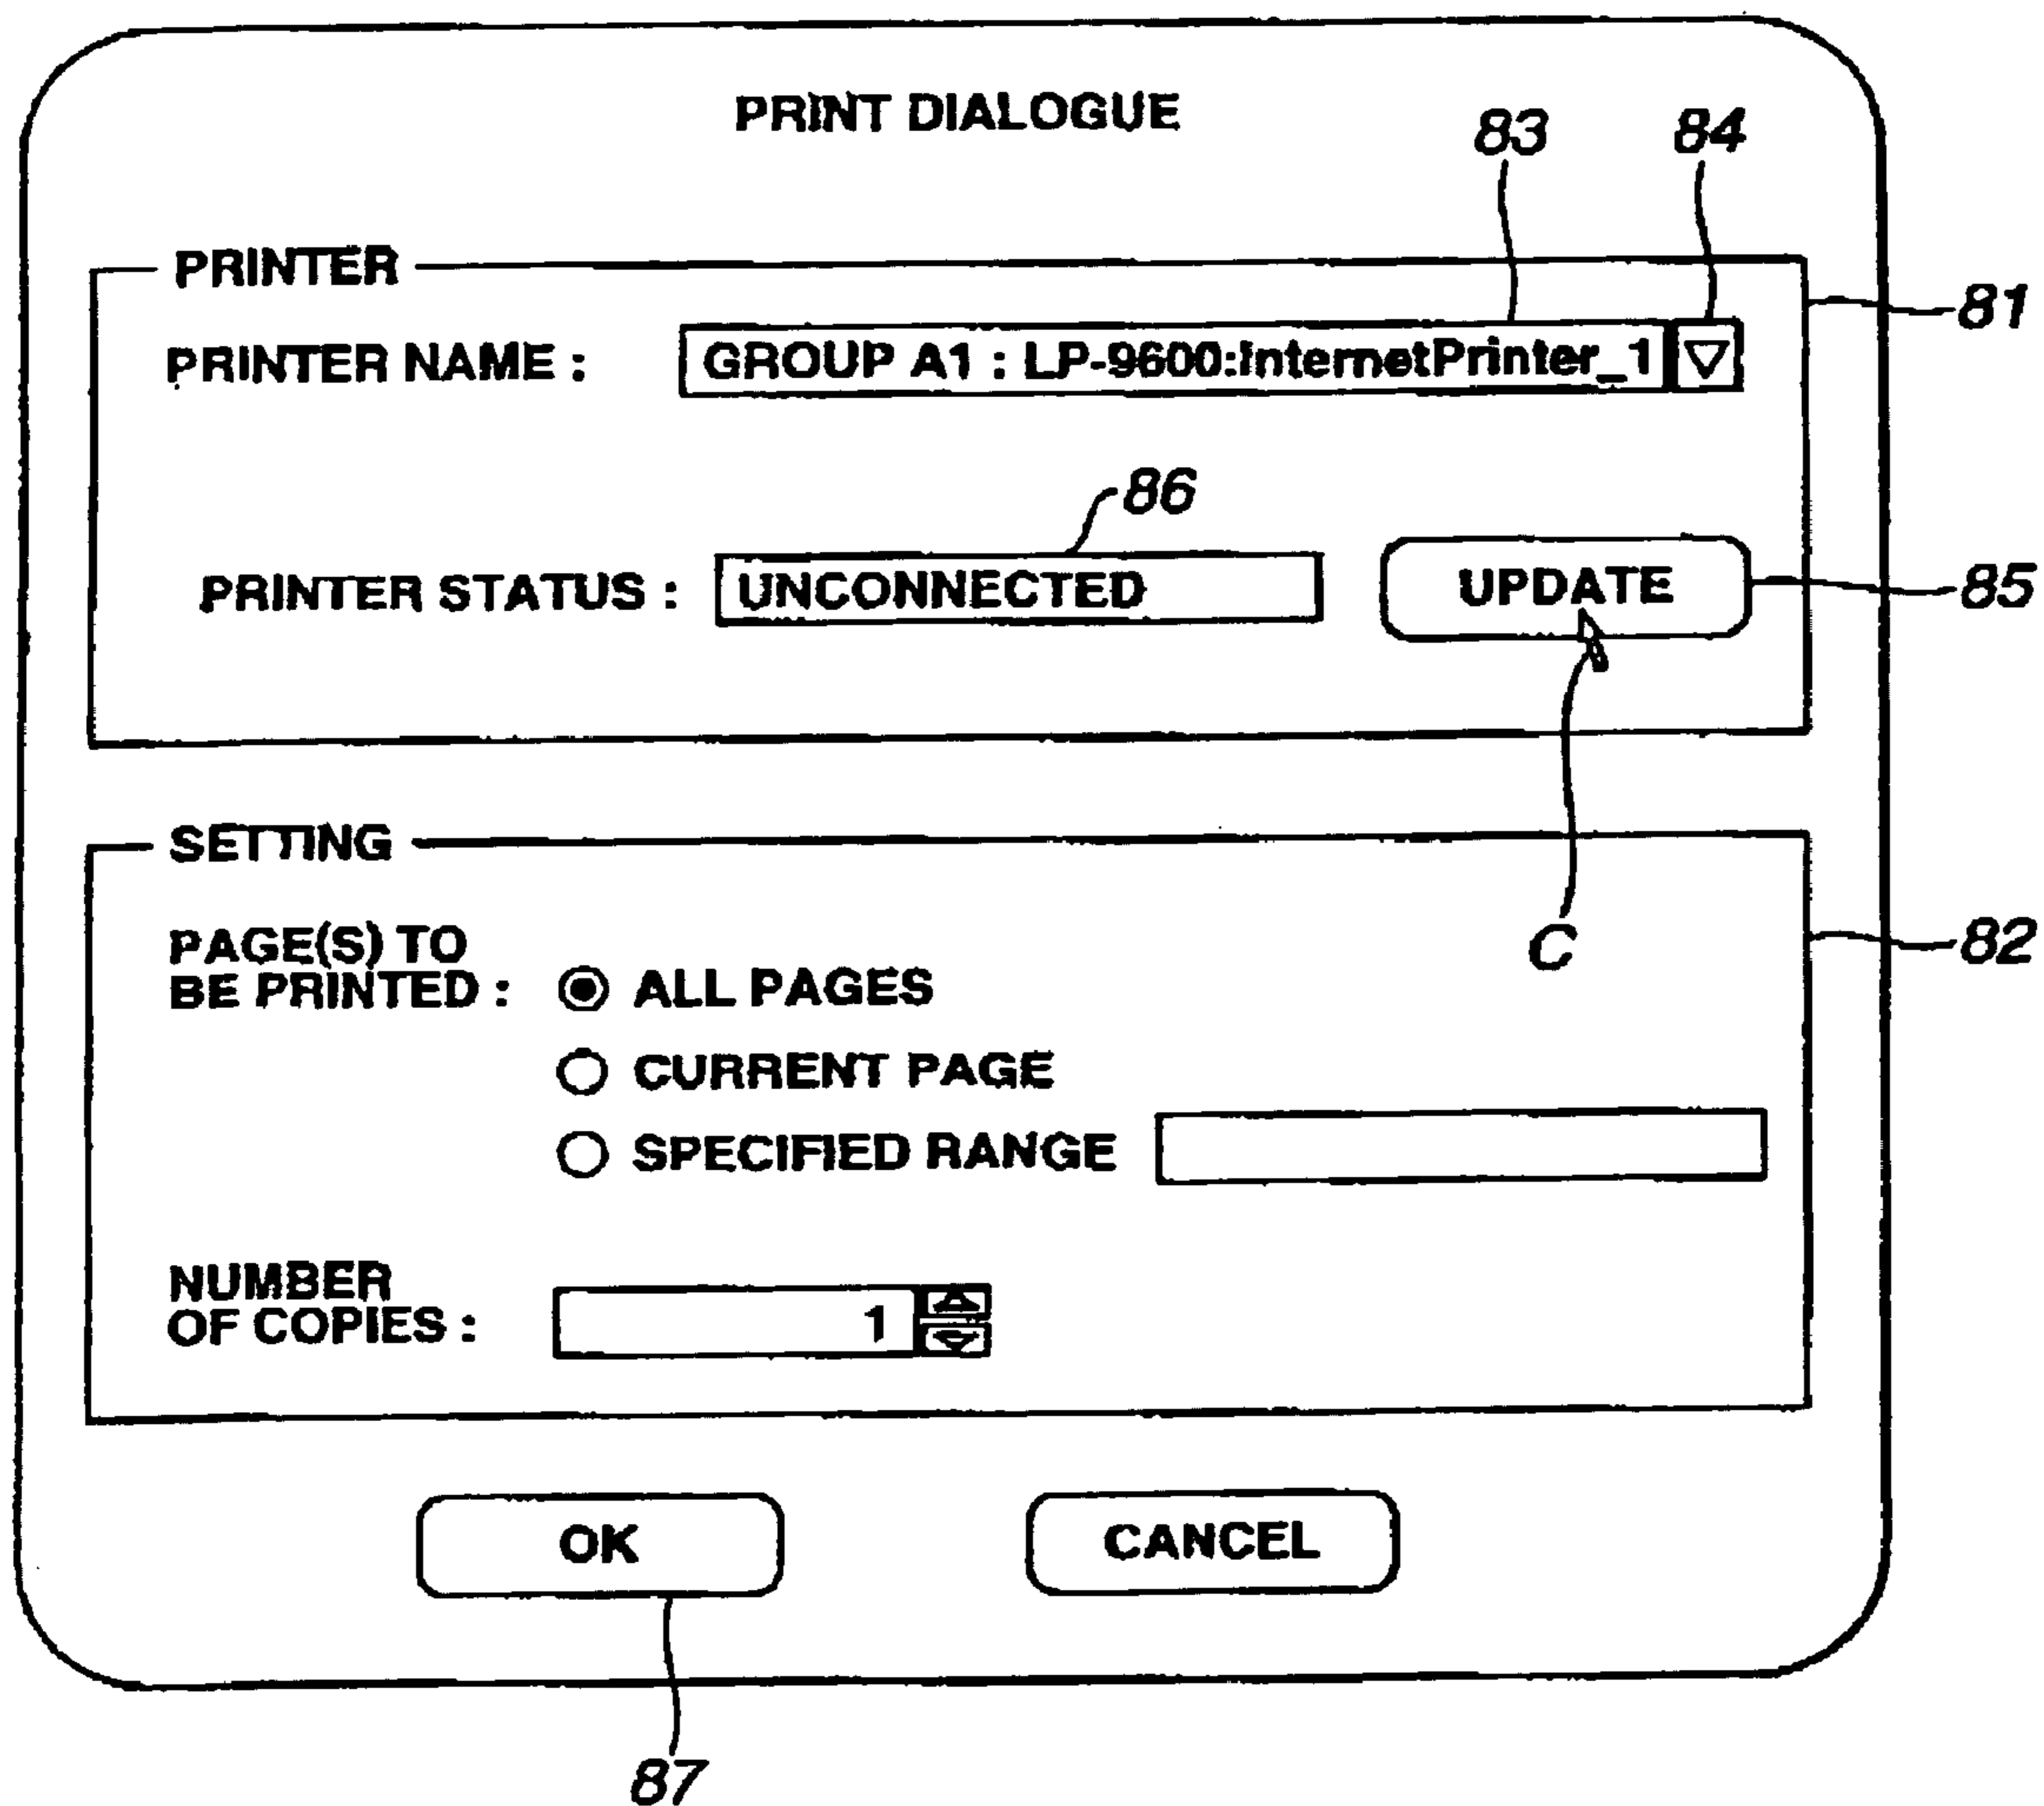 PRINT DIALOGUE
83
84
PRINTER
81
PRINTER NAME : GROUP A1 : LP-9600:InternetPrinter_1
86
PRINTER STATUS : UNCONNECTED UPDATE
85
SETTING
C
82
PAGE(S) TO
BE PRINTED : ALL PAGES
CURRENT PAGE
SPECIFIED RANGE
NUMBER
OF COPIES : 1
OK CANCEL
87